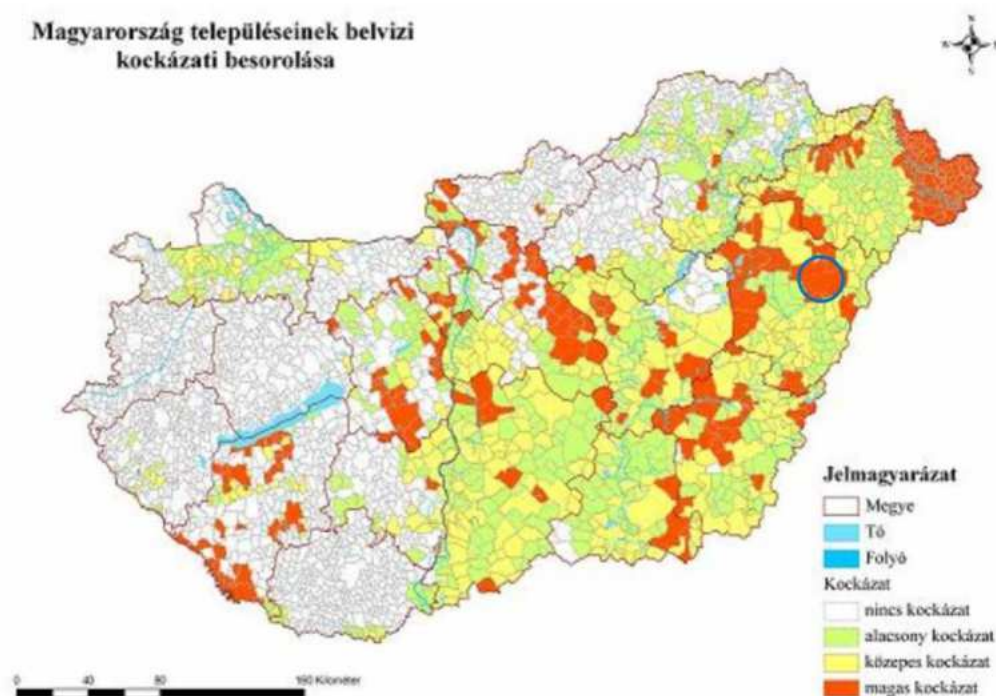 Magyarország településeinek belvizi
kockázati besorolása
N
S
Jelmagyarázat
Megye
Tó
Folyó
Kockázat
nincs kockázat
alacsony kockázat
közepes kockázat
magas kockázat
0 40 80 160 Kilométer